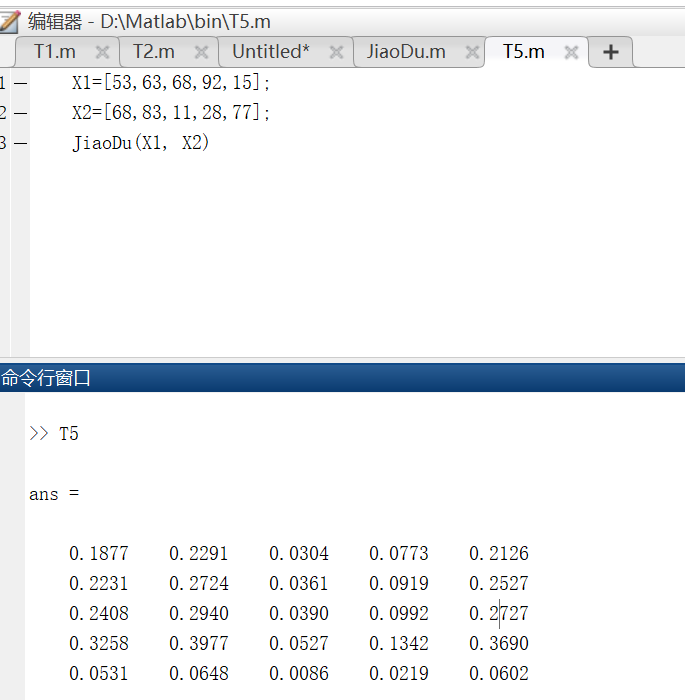 编辑器 - D:\Matlab\bin\T5.m
T1.m × T2.m × Untitled* × JiaoDu.m × T5.m × +
1 — X1=[53,63,68,92,15];
2 — X2=[68,83,11,28,77];
3 — JiaoDu(X1, X2)
命令行窗口
>> T5
ans =
0.1877 0.2291 0.0304 0.0773 0.2126
0.2231 0.2724 0.0361 0.0919 0.2527
0.2408 0.2940 0.0390 0.0992 0.2727
0.3258 0.3977 0.0527 0.1342 0.3690
0.0531 0.0648 0.0086 0.0219 0.0602